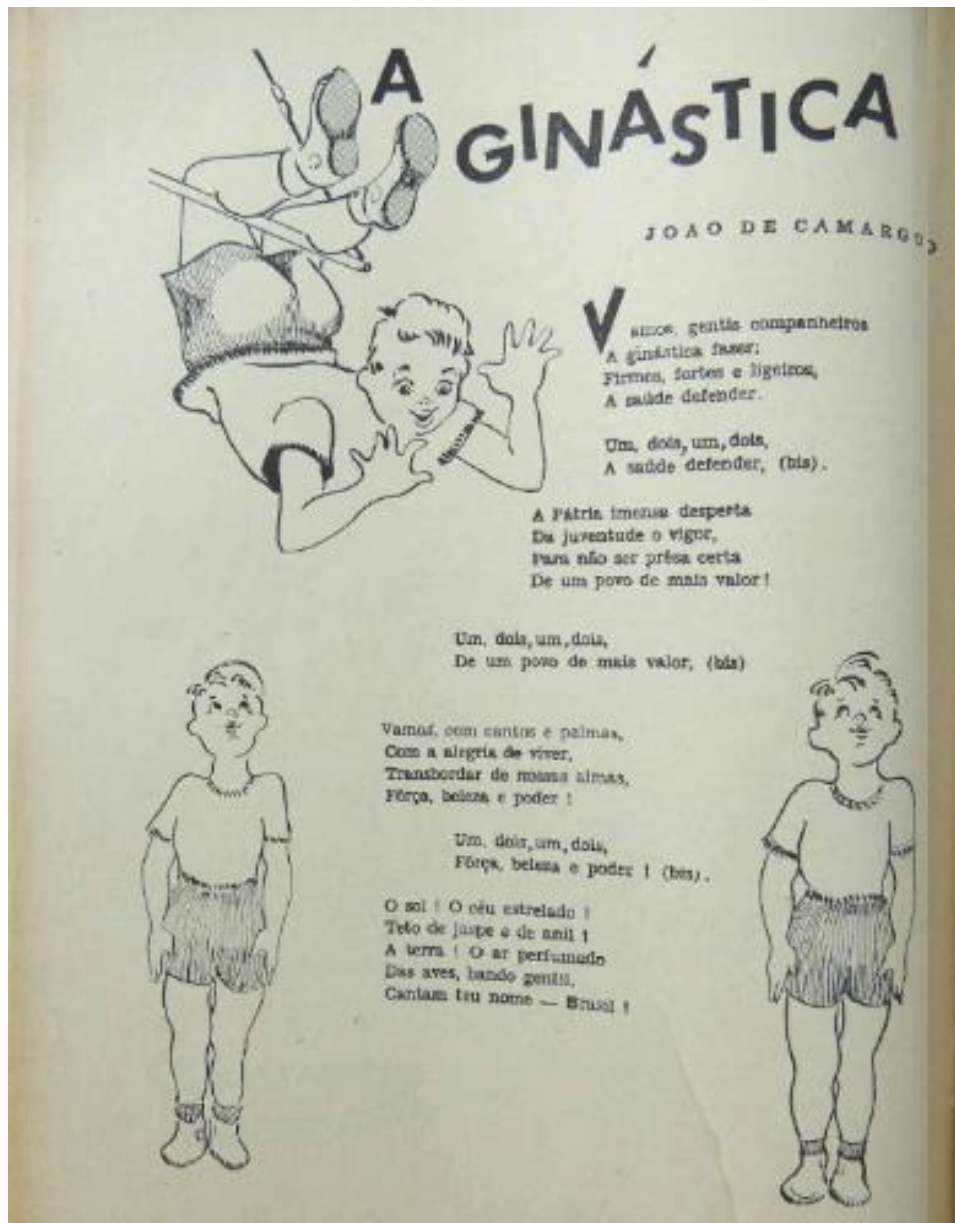 A
GINÁSTICA
JOAO DE CAMARGO
Vamos, gentis companheiros
A ginástica fazer;
Firmes, fortes e ligeiros,
A saúde defender.
Um, dois, um, dois,
A saúde defender, (bis).
A Pátria imensa desperta
Da juventude o vigor,
Para não ser prêsa certa
De um povo de mais valor!
Um, dois, um, dois,
De um povo de mais valor, (bis)
Vamos, com cantos e palmas,
Com a alegria de viver,
Transbordar de nossas almas,
Fôrça, beleza e poder !
Um, dois, um, dois,
Fôrça, beleza e poder ! (bis).
O sol ! O céu estrelado !
Teto de jaspe e de anil !
A terra ! O ar perfumado
Das aves, bando gentil,
Cantam teu nome — Brasil !